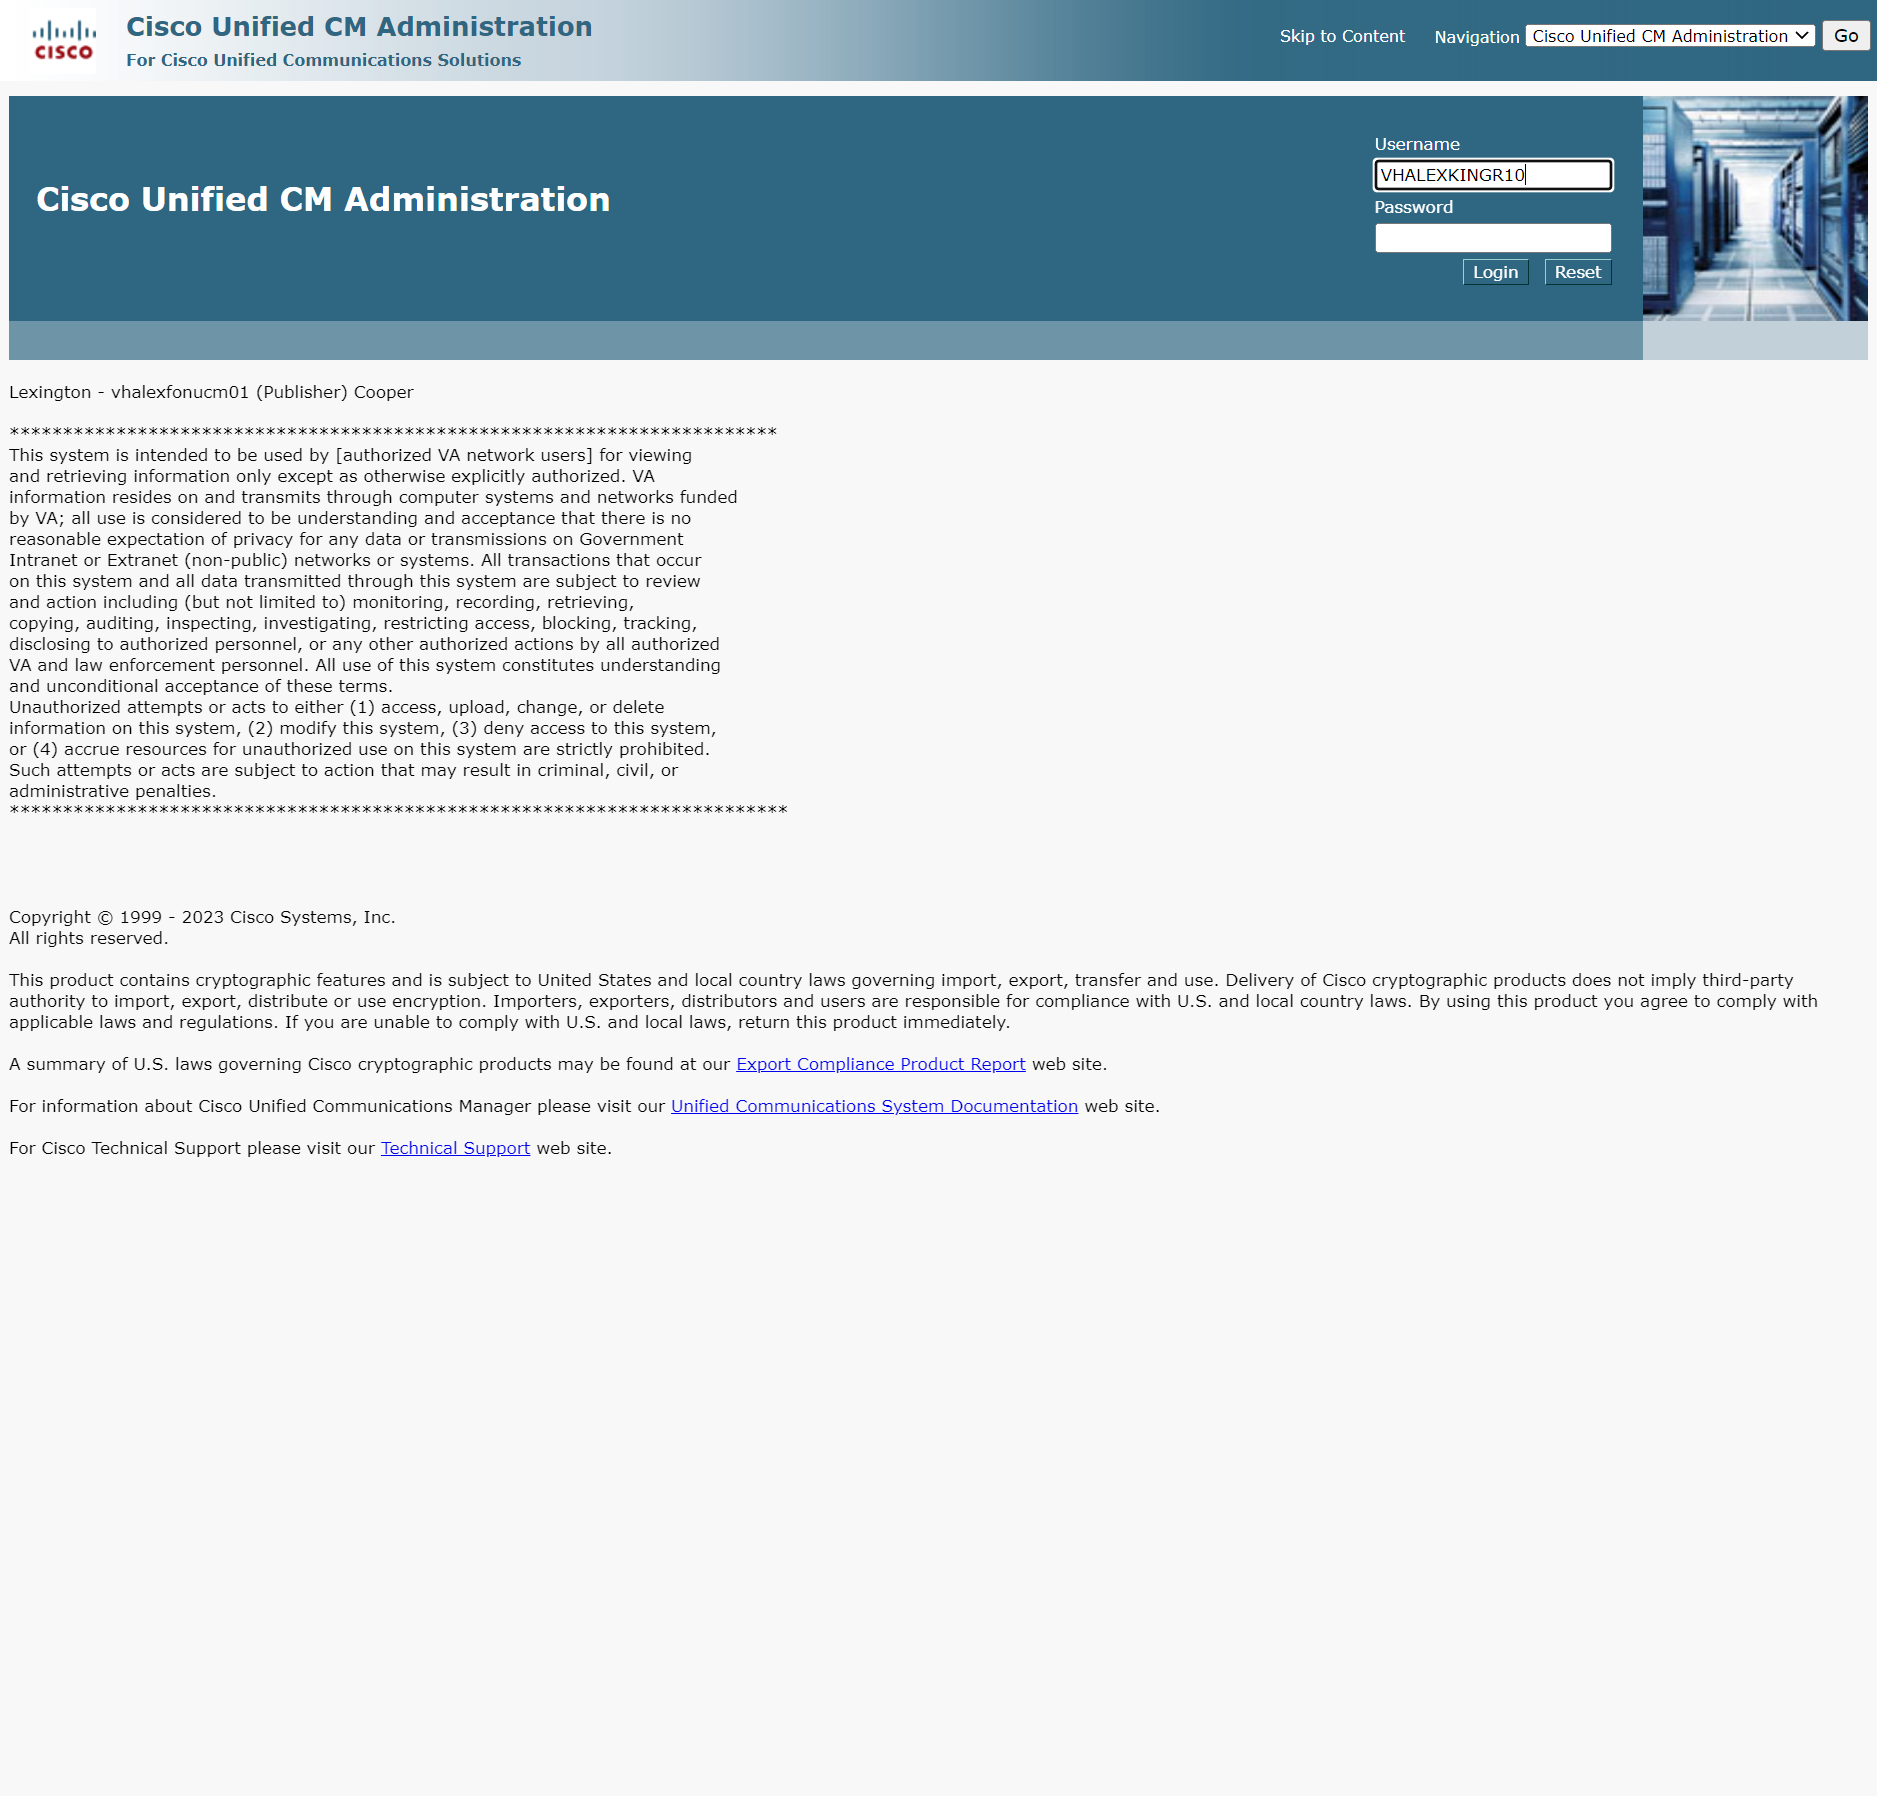 CISCO
Cisco Unified CM Administration
For Cisco Unified Communications Solutions
Skip to Content
Navigation Cisco Unified CM Administration Go
Cisco Unified CM Administration
Username
VHALEXKINGR10
Password
Login Reset
Lexington - vhalexfonucm01 (Publisher) Cooper
************************************************************************
This system is intended to be used by [authorized VA network users] for viewing
and retrieving information only except as otherwise explicitly authorized. VA
information resides on and transmits through computer systems and networks funded
by VA; all use is considered to be understanding and acceptance that there is no
reasonable expectation of privacy for any data or transmissions on Government
Intranet or Extranet (non-public) networks or systems. All transactions that occur
on this system and all data transmitted through this system are subject to review
and action including (but not limited to) monitoring, recording, retrieving,
copying, auditing, inspecting, investigating, restricting access, blocking, tracking,
disclosing to authorized personnel, or any other authorized actions by all authorized
VA and law enforcement personnel. All use of this system constitutes understanding
and unconditional acceptance of these terms.
Unauthorized attempts or acts to either (1) access, upload, change, or delete
information on this system, (2) modify this system, (3) deny access to this system,
or (4) accrue resources for unauthorized use on this system are strictly prohibited.
Such attempts or acts are subject to action that may result in criminal, civil, or
administrative penalties.
*************************************************************************
Copyright © 1999 - 2023 Cisco Systems, Inc.
All rights reserved.
This product contains cryptographic features and is subject to United States and local country laws governing import, export, transfer and use. Delivery of Cisco cryptographic products does not imply third-party
authority to import, export, distribute or use encryption. Importers, exporters, distributors and users are responsible for compliance with U.S. and local country laws. By using this product you agree to comply with
applicable laws and regulations. If you are unable to comply with U.S. and local laws, return this product immediately.
A summary of U.S. laws governing Cisco cryptographic products may be found at our Export Compliance Product Report web site.
For information about Cisco Unified Communications Manager please visit our Unified Communications System Documentation web site.
For Cisco Technical Support please visit our Technical Support web site.